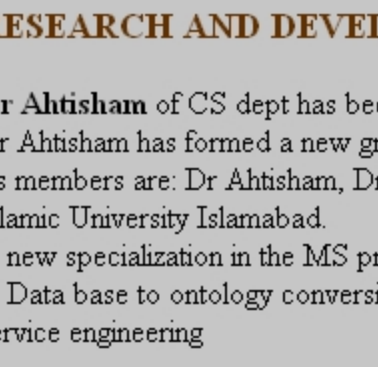 ESEARCH AND DEVEL
r Ahtisham of CS dept has bee
r Ahtisham has formed a new gr
s members are: Dr Ahtisham, Dr
lamic University Islamabad.
new specialization in the MS pr
Data base to ontology conversi
ervice engineering